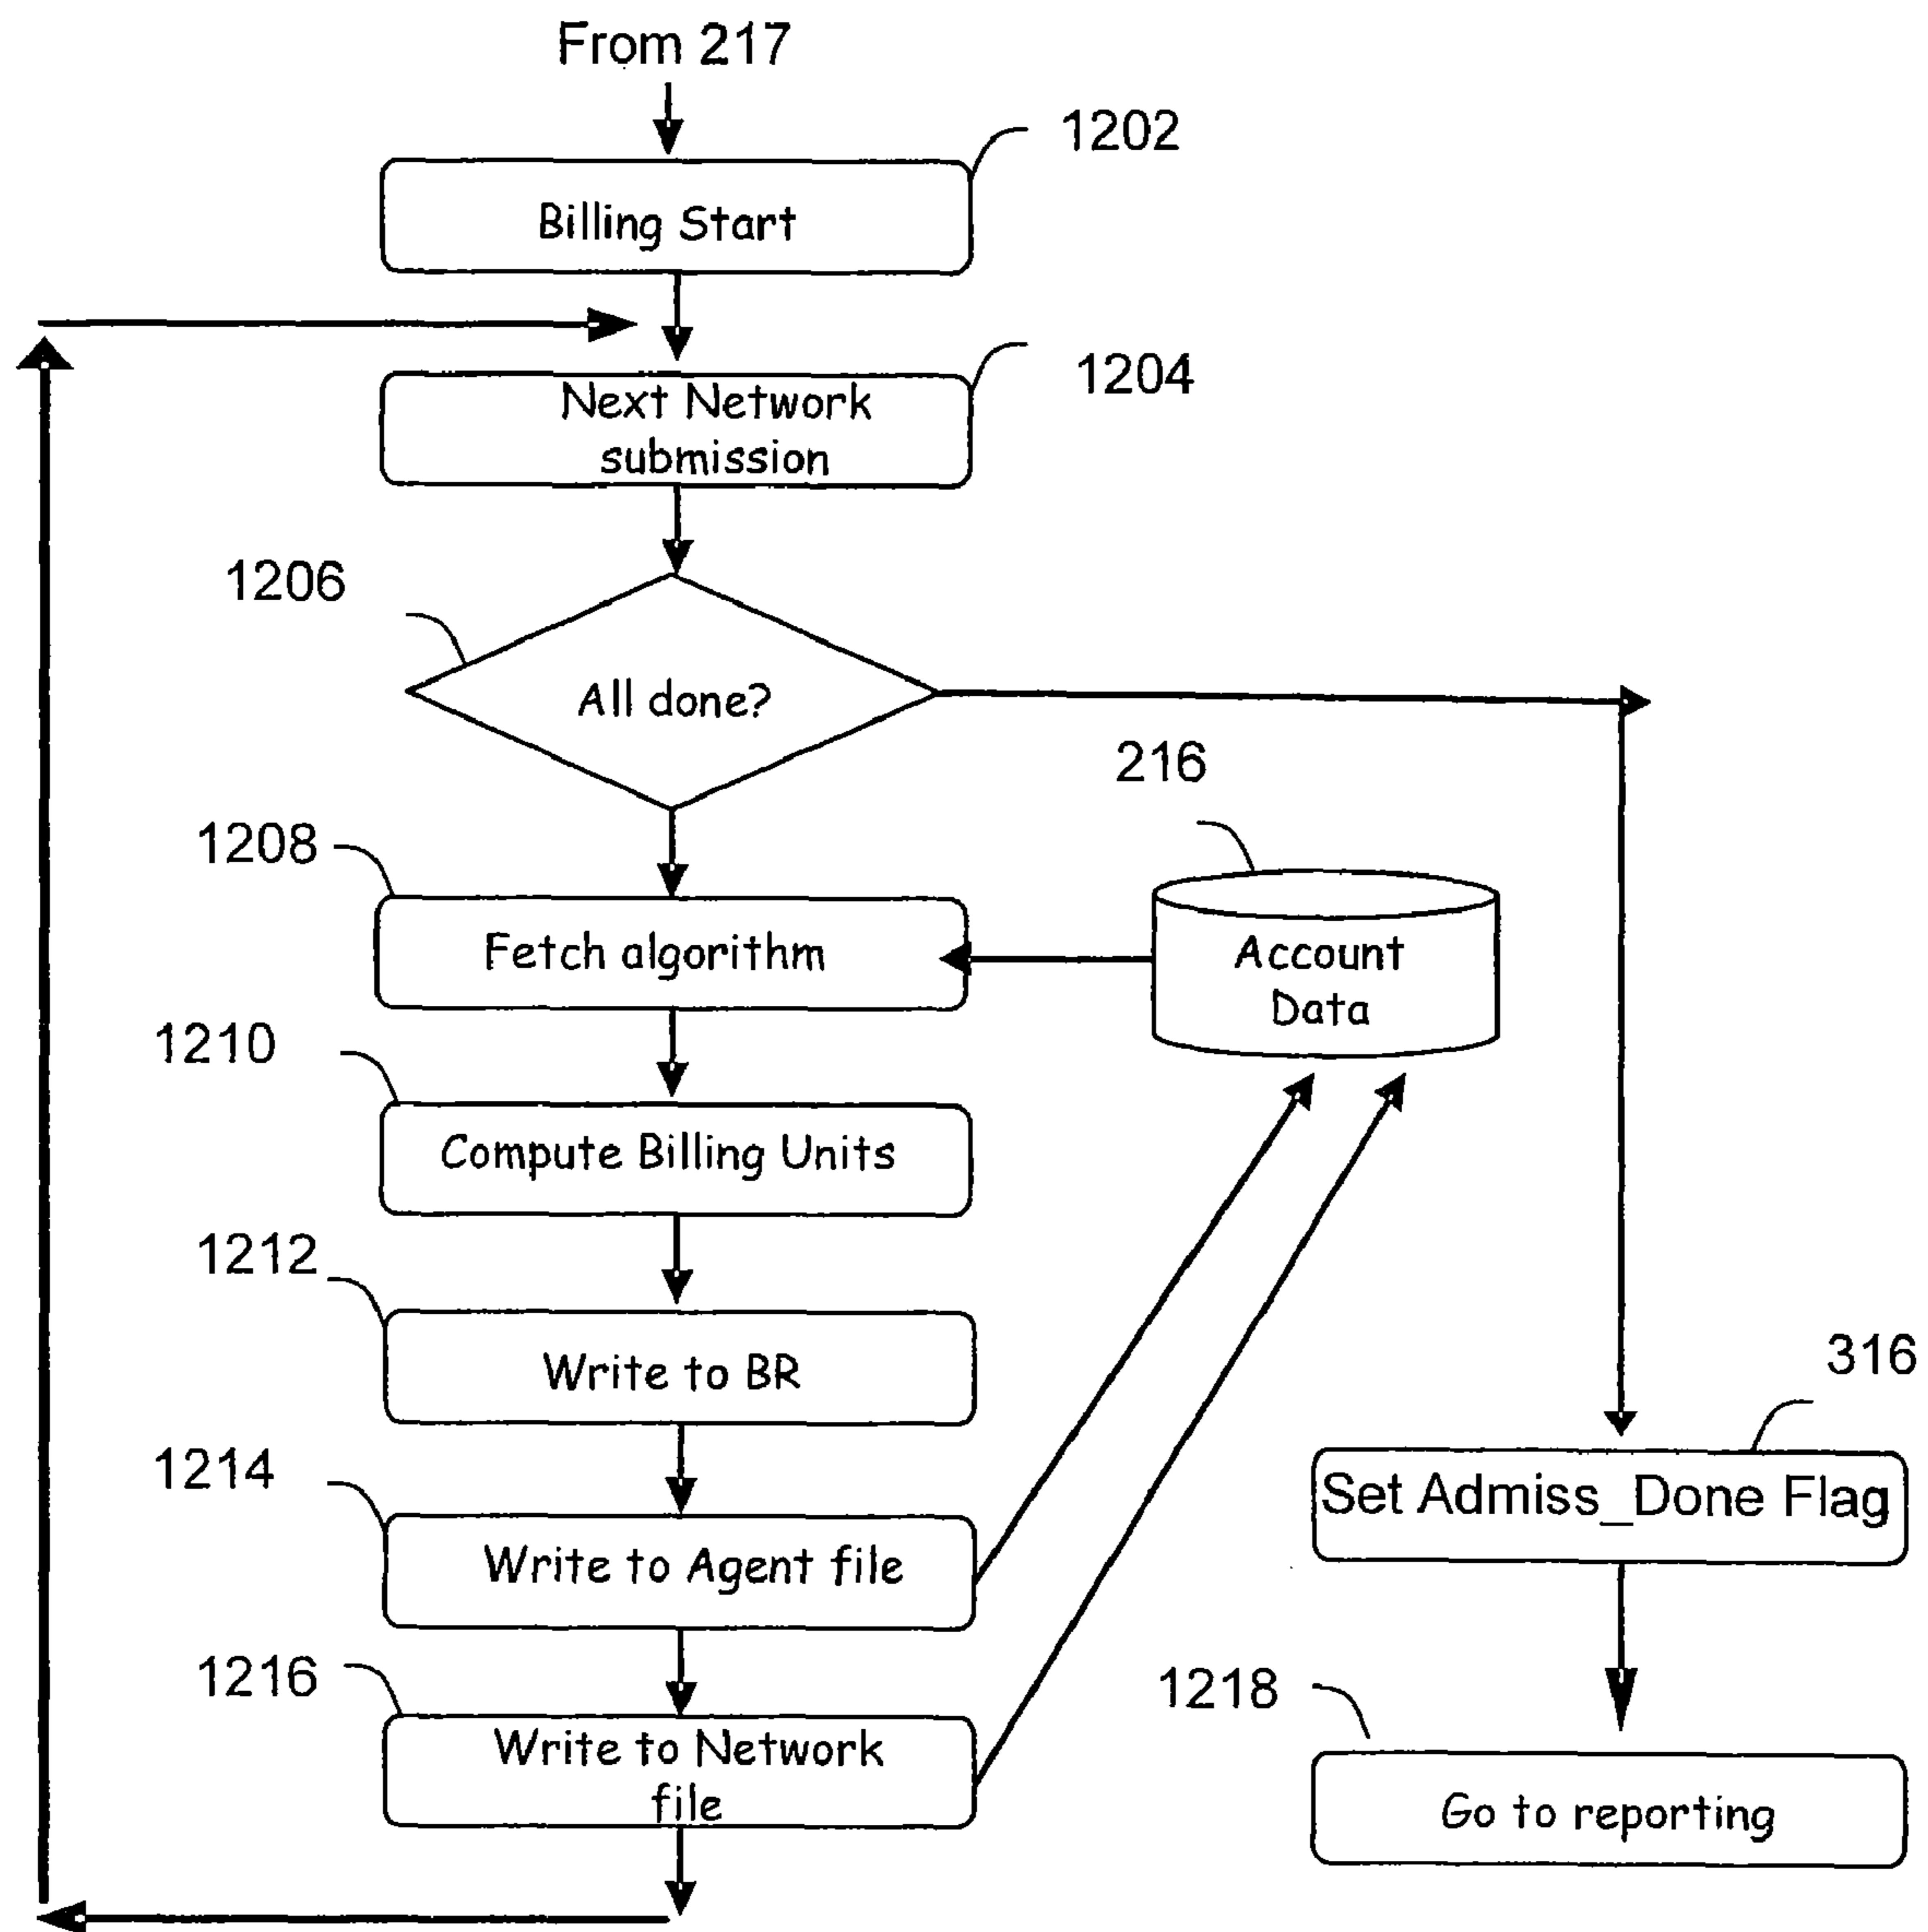 From 217
1202
Billing Start
1204
Next Network
submission
1206
All done?
216
1208
Fetch algorithm
Account
Data
1210
Compute Billing Units
1212
Write to BR
316
1214
Set Admiss_Done Flag
Write to Agent file
1216
1218
Write to Network
file
Go to reporting